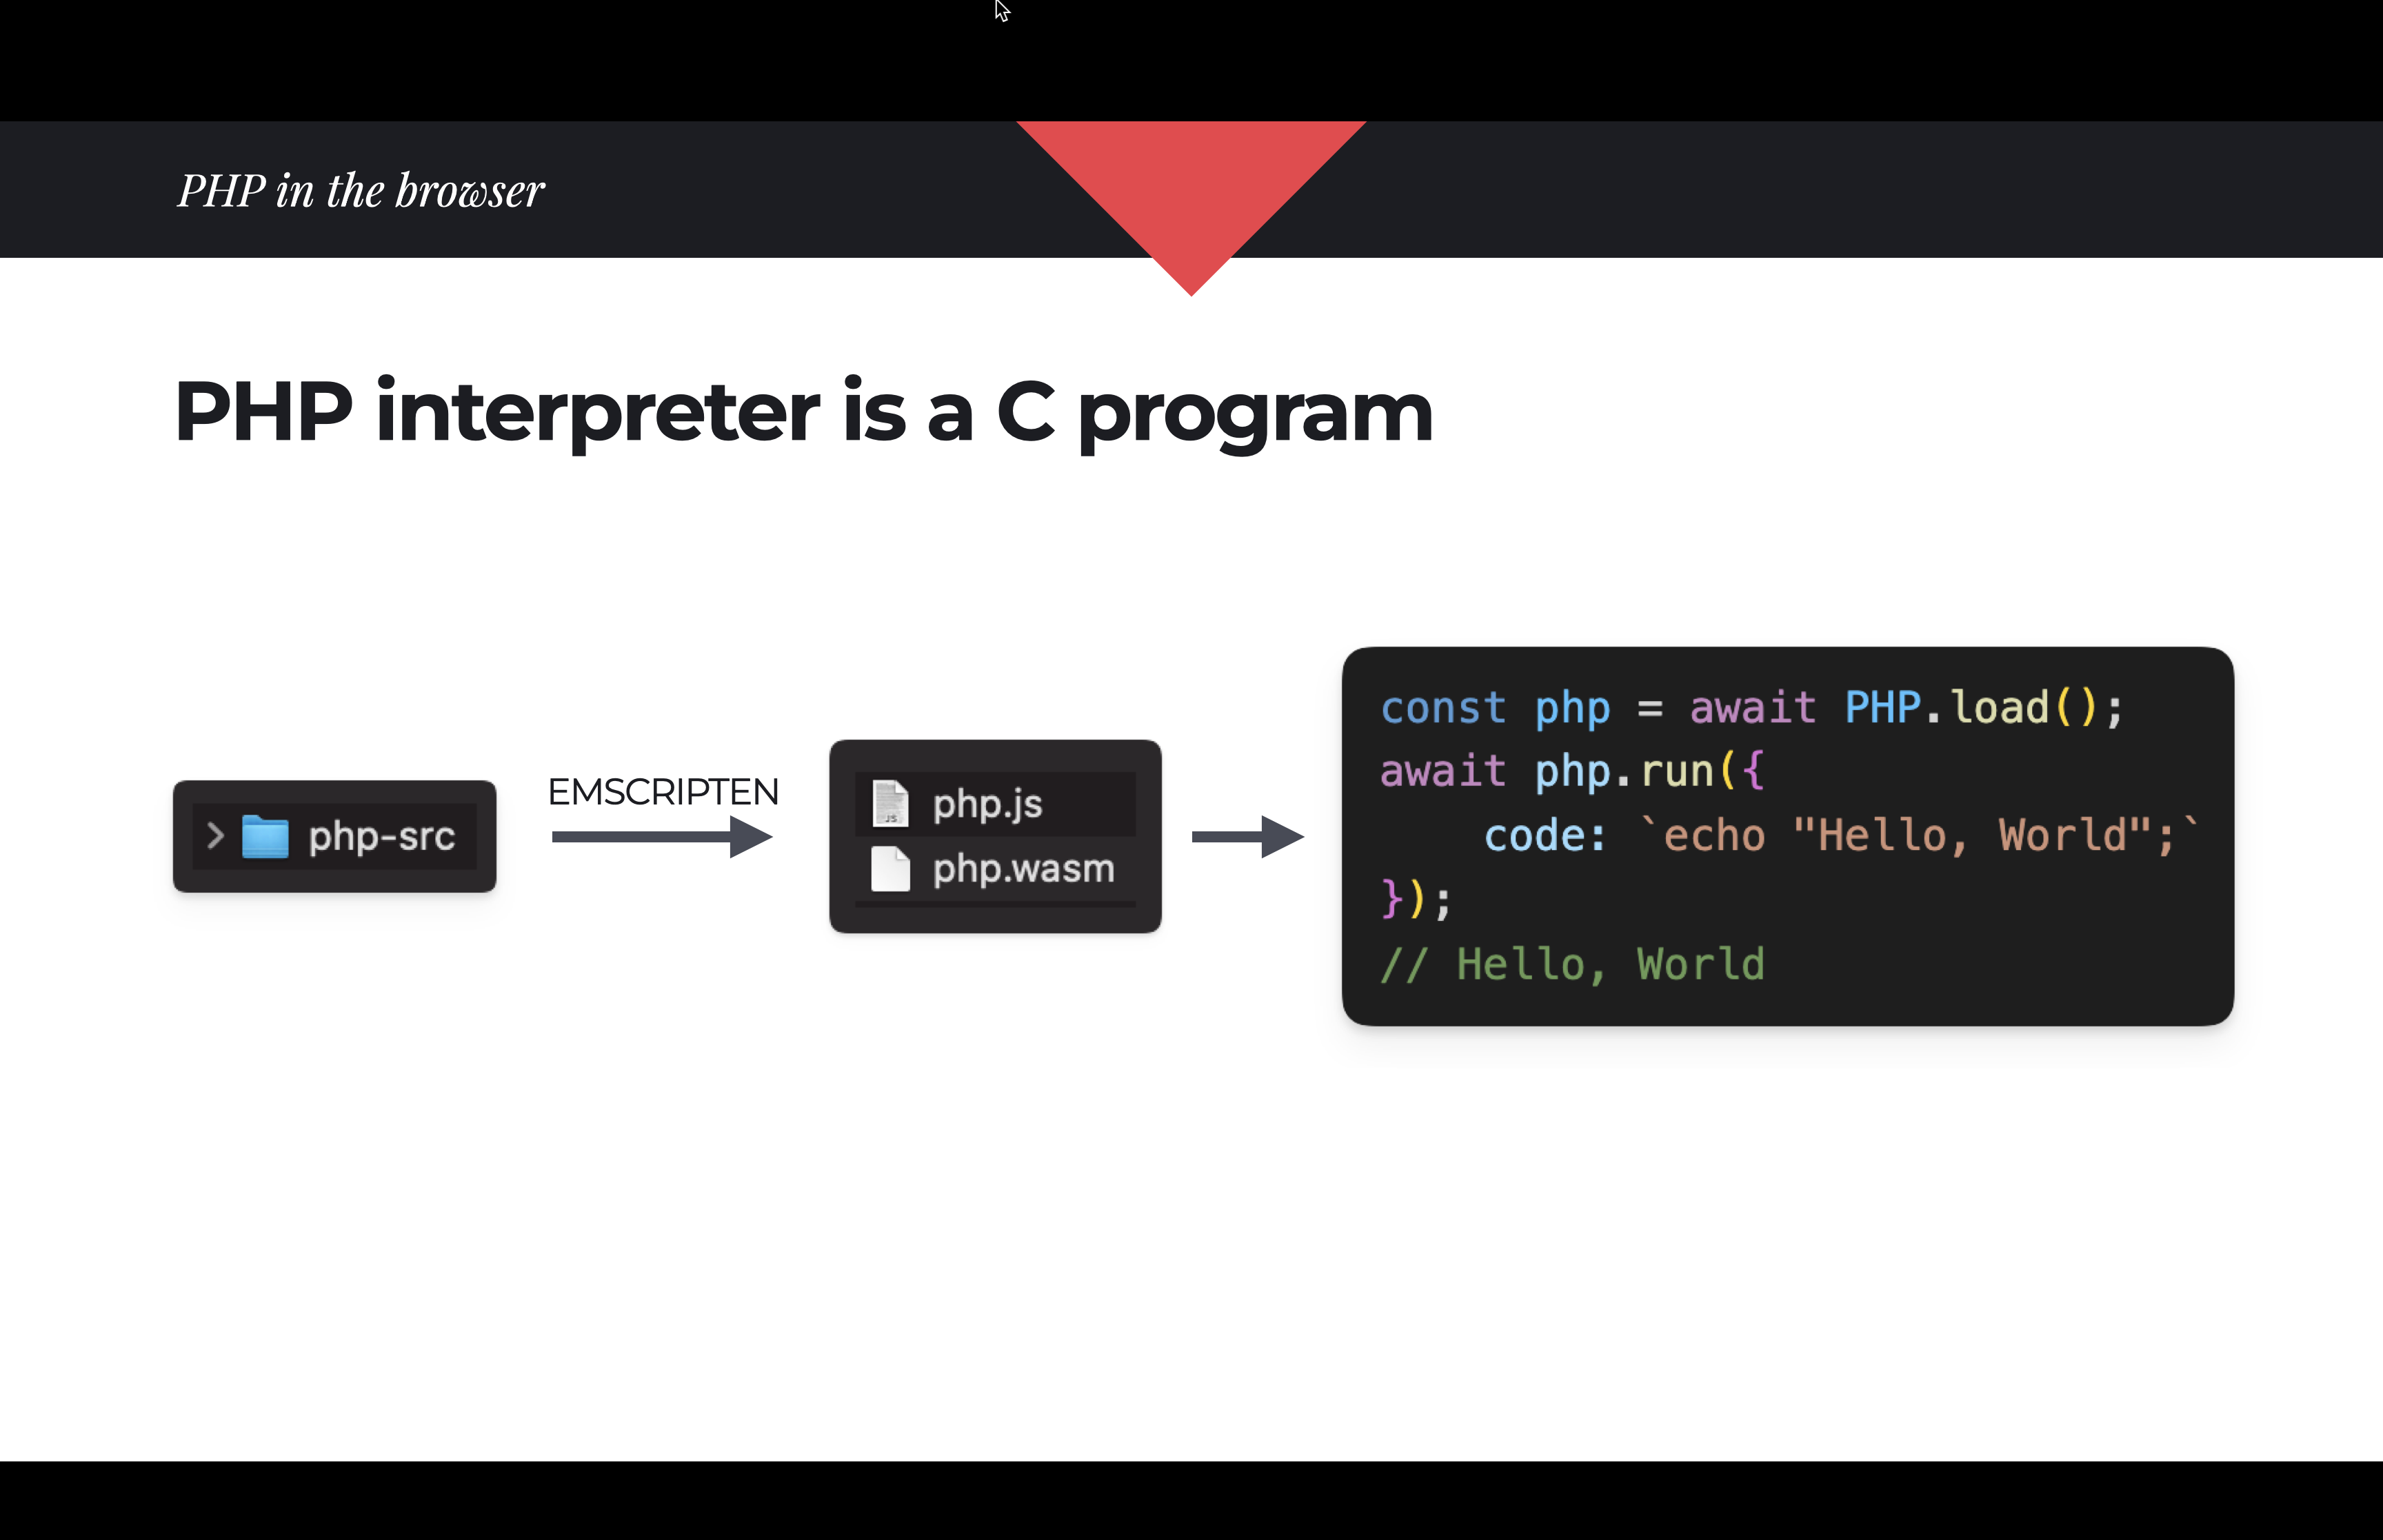 PHP in the browser
PHP interpreter is a C program
php-src
EMSCRIPTEN
php.js
php.wasm
const php = await PHP.load();
await php.run({
    code: `echo "Hello, World";`
});
// Hello, World